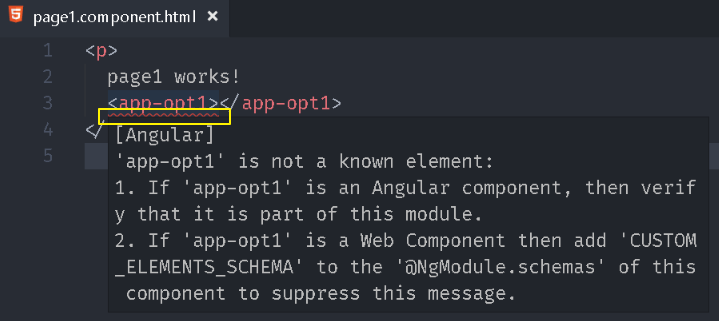 page1.component.html ×
1 <p>
2 page1 works!
3 <app-opt1></app-opt1>
4 </
5
[Angular]
'app-opt1' is not a known element:
1. If 'app-opt1' is an Angular component, then verif
y that it is part of this module.
2. If 'app-opt1' is a Web Component then add 'CUSTOM
_ELEMENTS_SCHEMA' to the '@NgModule.schemas' of this
component to suppress this message.